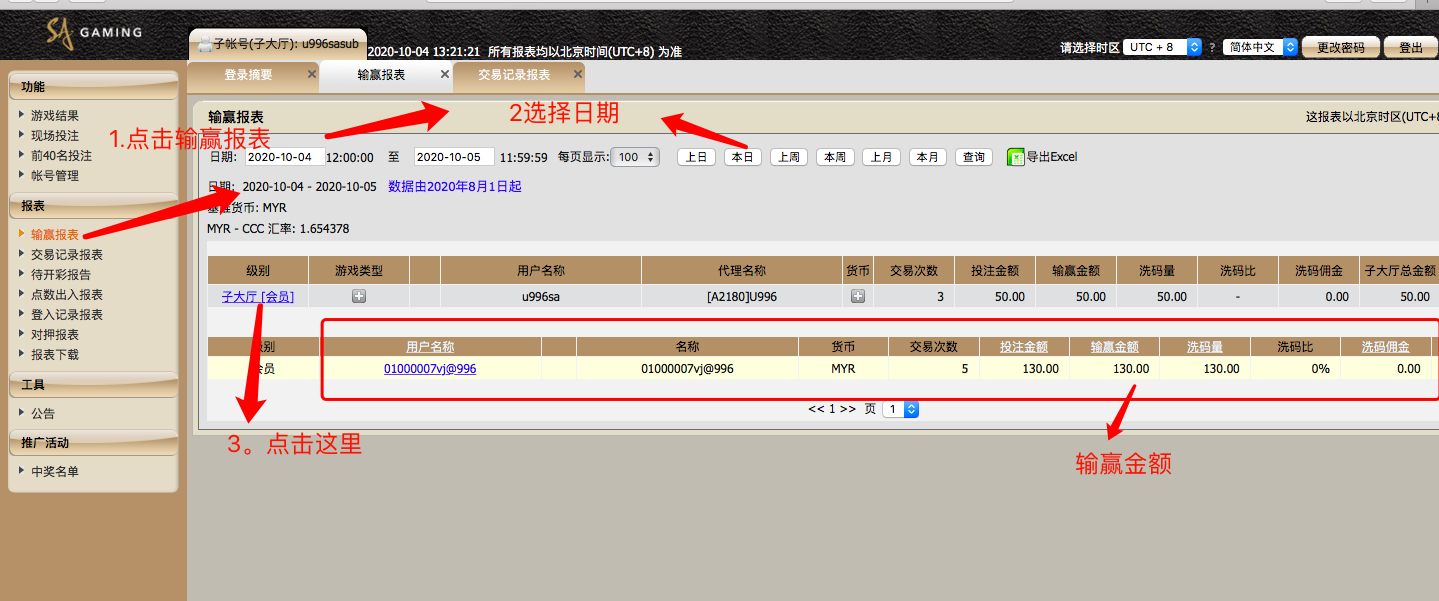 SA GAMING
子帐号(子大厅): u996sasub
2020-10-04 13:21:21 所有报表均以北京时间(UTC+8) 为准
请选择时区 UTC + 8 ? 简体中文 更改密码 登出
功能
游戏结果
现场投注
前40名投注
帐号管理
报表
输赢报表
交易记录报表
待开彩报告
点数出入报表
登入记录报表
对押报表
报表下载
工具
公告
推广活动
中奖名单
登录摘要 × 输赢报表 × 交易记录报表 ×
输赢报表
这报表以北京时区(UTC+8
1.点击输赢报表
2选择日期
日期: 2020-10-04 12:00:00 至 2020-10-05 11:59:59 每页显示: 100 上日 本日 上周 本周 上月 本月 查询 导出Excel
日期: 2020-10-04 - 2020-10-05 数据由2020年8月1日起
基准货币: MYR
MYR - CCC 汇率: 1.654378
级别 游戏类型 用户名称 代理名称 货币 交易次数 投注金额 输赢金额 洗码量 洗码比 洗码佣金 子大厅总金额
子大厅 [会员] u996sa [A2180]U996 3 50.00 50.00 50.00 - 0.00 50.00
级别 用户名称 名称 货币 交易次数 投注金额 输赢金额 洗码量 洗码比 洗码佣金
会员 01000007vj@996 01000007vj@996 MYR 5 130.00 130.00 130.00 0% 0.00
<< 1 >> 页 1
3。点击这里
输赢金额